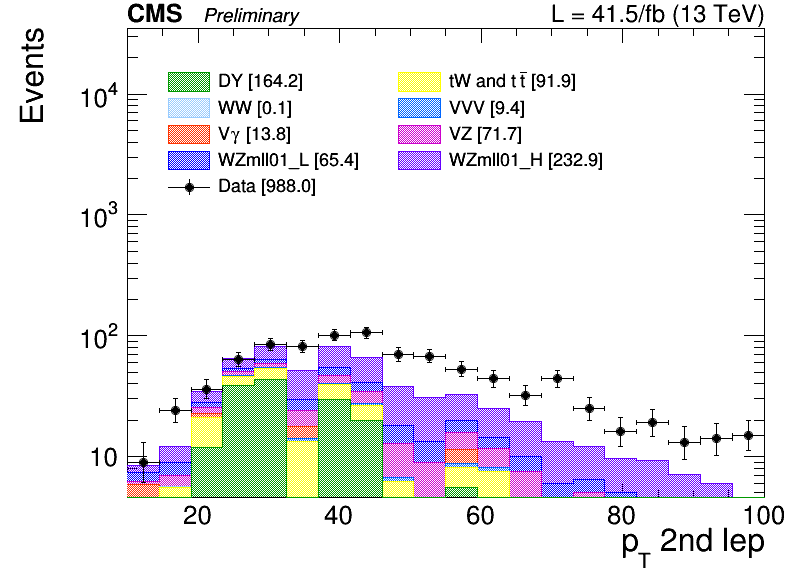 CMS Preliminary L = 41.5/fb (13 TeV)
Events
DY [164.2] tW and tt̅ [91.9]
WW [0.1] VVV [9.4]
Vγ [13.8] VZ [71.7]
WZmll01_L [65.4] WZmll01_H [232.9]
Data [988.0]
10⁴
10³
10²
10
20 40 60 80 100
p_T 2nd lep